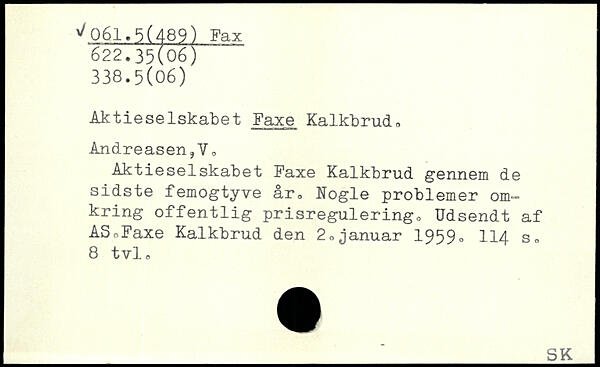 ✓061.5(489) Fax
622.35(06)
338.5(06)
Aktieselskabet Faxe Kalkbrud.
Andreasen,V.
Aktieselskabet Faxe Kalkbrud gennem de
sidste femogtyve år. Nogle problemer om-
kring offentlig prisregulering. Udsendt af
AS.Faxe Kalkbrud den 2.januar 1959. 114 s.
8 tvl.
SK